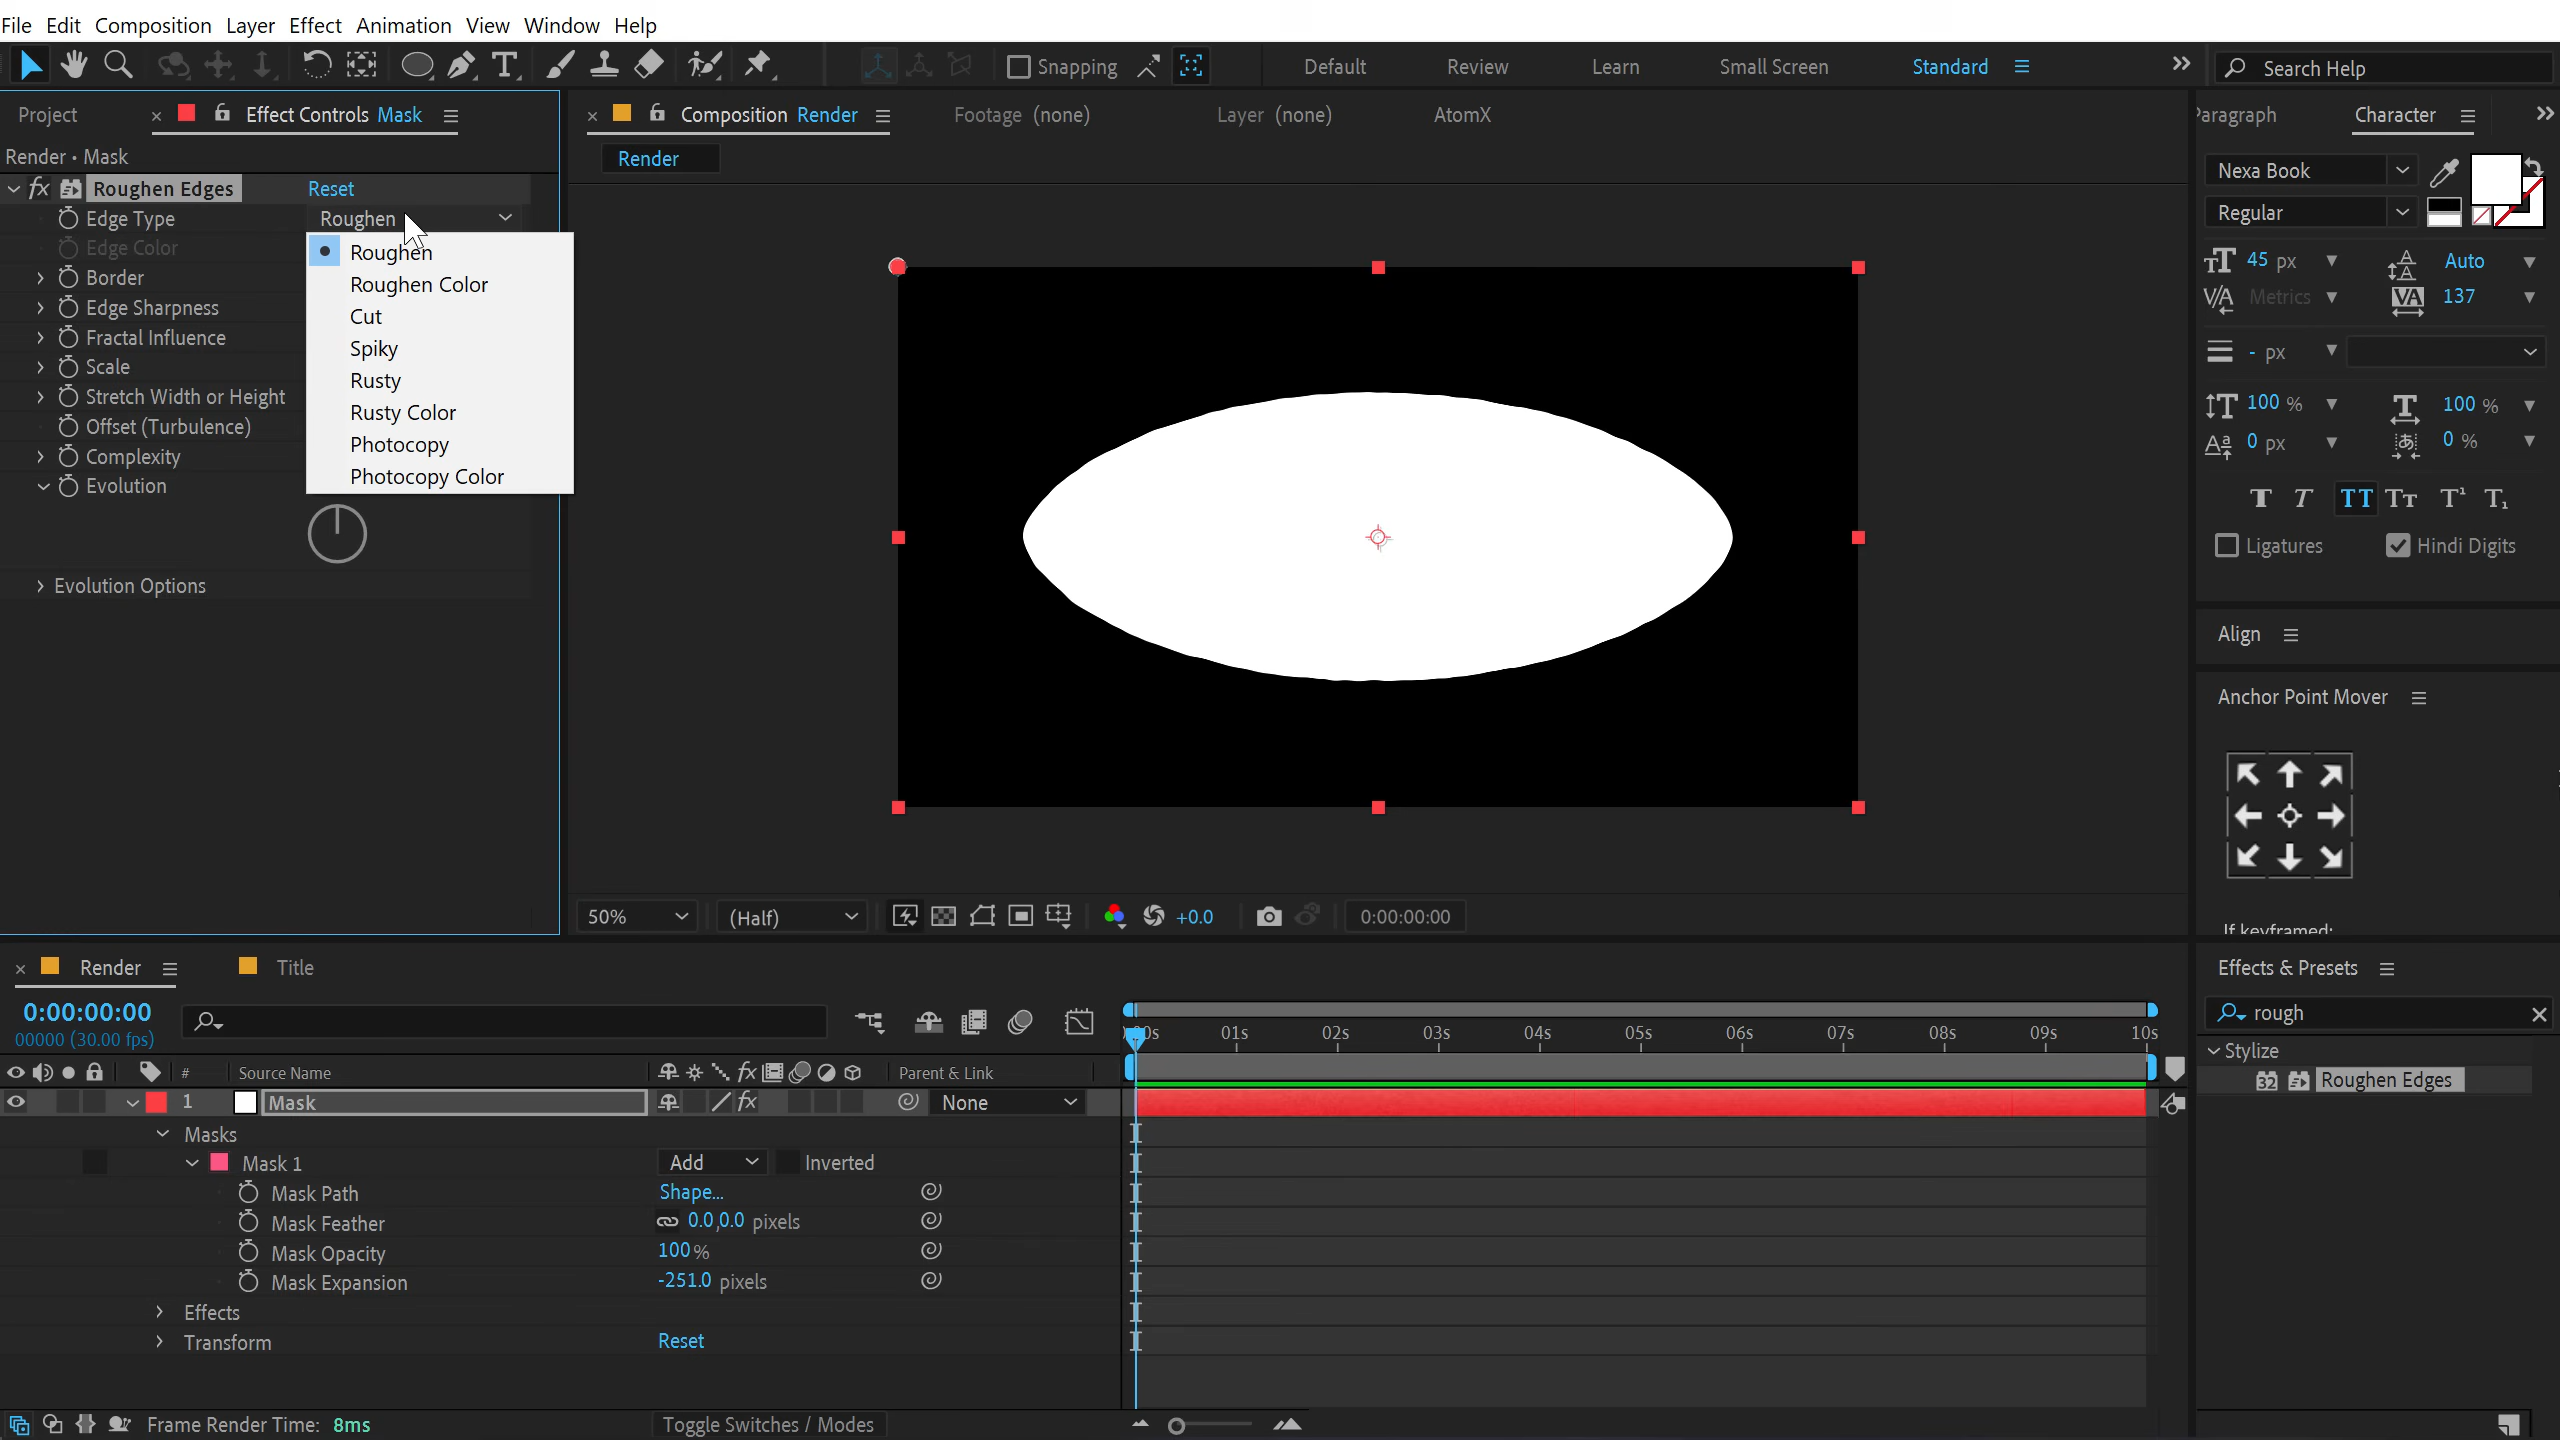 File Edit Composition Layer Effect Animation View Window Help
Snapping Default Review Learn Small Screen Standard Search Help
Project Effect Controls Mask Composition Render Footage (none) Layer (none) AtomX Paragraph Character
Render • Mask
Render
Nexa Book
Regular
fx Roughen Edges Reset
Edge Type Roughen
Edge Color
Border
Edge Sharpness
Fractal Influence
Scale
Stretch Width or Height
Offset (Turbulence)
Complexity
Evolution
Evolution Options
Roughen
Roughen Color
Cut
Spiky
Rusty
Rusty Color
Photocopy
Photocopy Color
45 px Auto
Metrics 137
- px
100 % 100 %
0 px 0 %
Ligatures Hindi Digits
Align
Anchor Point Mover
If keyframed:
50% (Half) +0.0 0:00:00:00
Render Title
Effects & Presets
0:00:00:00
00000 (30.00 fps)
rough
00s 01s 02s 03s 04s 05s 06s 07s 08s 09s 10s
Stylize
32 Roughen Edges
# Source Name fx Parent & Link
1 Mask fx None
Masks
Mask 1 Add Inverted
Mask Path Shape...
Mask Feather 0.0,0.0 pixels
Mask Opacity 100%
Mask Expansion -251.0 pixels
Effects
Transform Reset
Frame Render Time: 8ms Toggle Switches / Modes